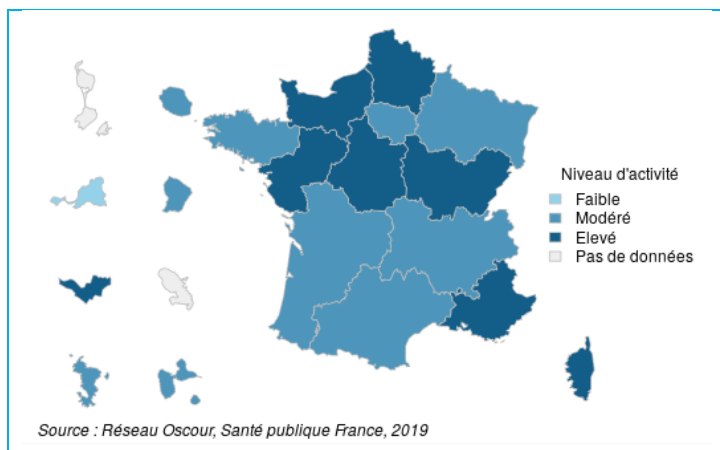 Niveau d'activité
Faible
Modéré
Elevé
Pas de données
Source : Réseau Oscour, Santé publique France, 2019